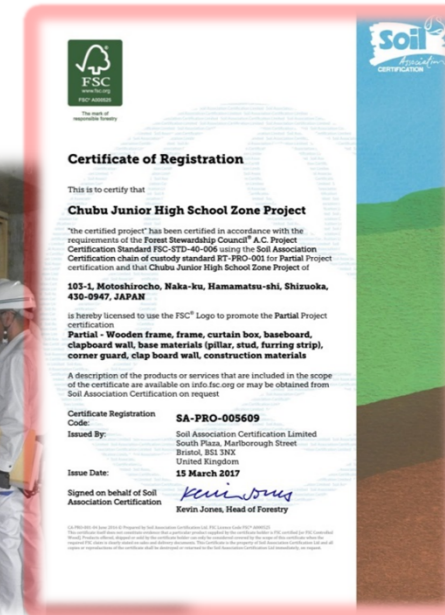 FSC
www.fsc.org
FSC® A000525
The mark of
responsible forestry
Soil
Association
CERTIFICATION
Certificate of Registration
This is to certify that
Chubu Junior High School Zone Project
"the certified project" has been certified in accordance with the
requirements of the Forest Stewardship Council® A.C. Project
Certification Standard FSC-STD-40-006 using the Soil Association
Certification chain of custody standard RT-PRO-001 for Partial Project
certification and that Chubu Junior High School Zone Project of
103-1, Motoshirocho, Naka-ku, Hamamatsu-shi, Shizuoka,
430-0947, JAPAN
is hereby licensed to use the FSC® Logo to promote the Partial Project
certification
Partial - Wooden frame, frame, curtain box, baseboard,
clapboard wall, base materials (pillar, stud, furring strip),
corner guard, clap board wall, construction materials
A description of the products or services that are included in the scope
of the certificate are available on info.fsc.org or may be obtained from
Soil Association Certification on request
Certificate Registration
Code: SA-PRO-005609
Issued By: Soil Association Certification Limited
South Plaza, Marlborough Street
Bristol, BS1 3NX
United Kingdom
Issue Date: 15 March 2017
Signed on behalf of Soil
Association Certification
Kevin Jones
Kevin Jones, Head of Forestry